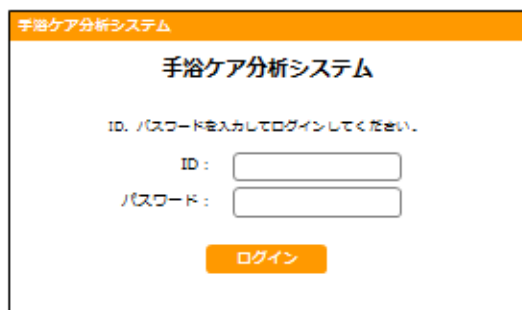 手浴ケア分析システム
手浴ケア分析システム
ID、パスワードを入力してログインしてください。
ID：
パスワード：
ログイン